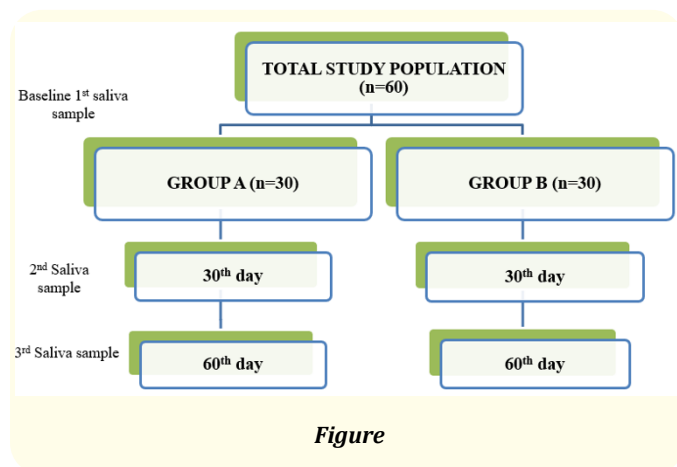 TOTAL STUDY POPULATION
(n=60)
Baseline 1st saliva
sample
GROUP A (n=30)
GROUP B (n=30)
2nd Saliva
sample
30th day
30th day
3rd Saliva sample
60th day
60th day
Figure